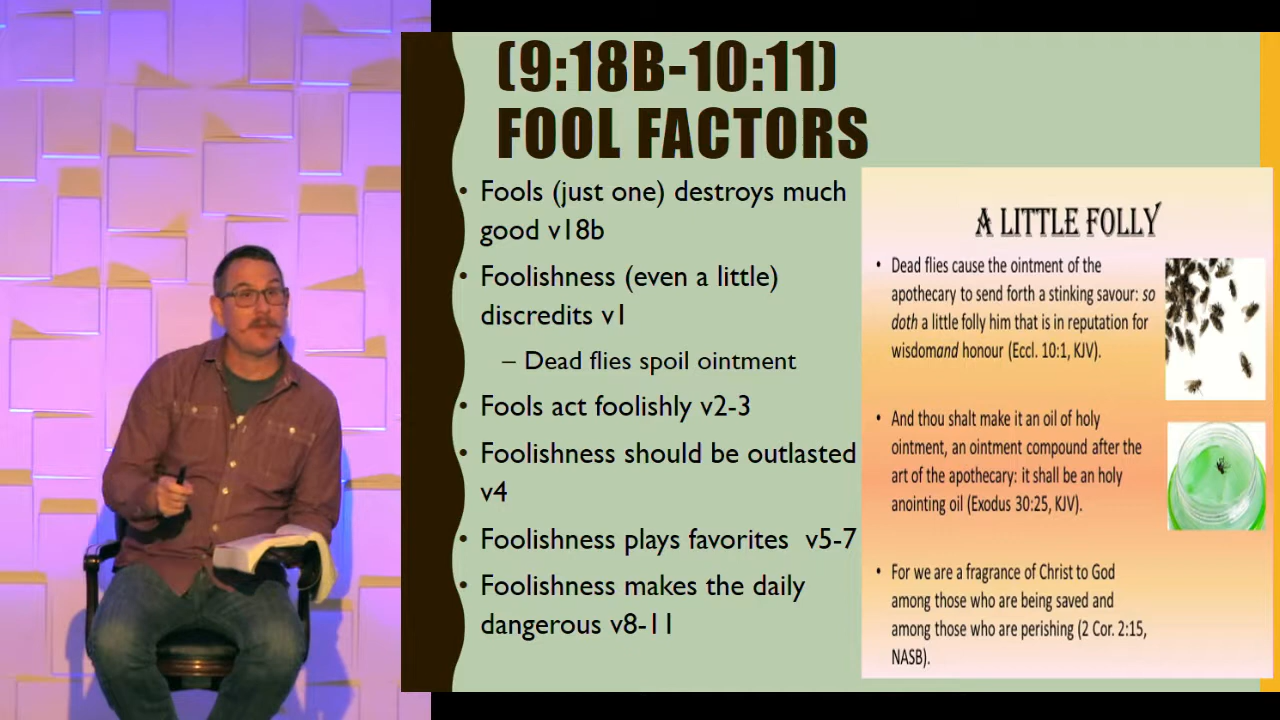 (9:18B-10:11)
FOOL FACTORS
• Fools (just one) destroys much
good v18b
• Foolishness (even a little)
discredits v1
– Dead flies spoil ointment
• Fools act foolishly v2-3
• Foolishness should be outlasted
v4
• Foolishness plays favorites v5-7
• Foolishness makes the daily
dangerous v8-11
A LITTLE FOLLY
• Dead flies cause the ointment of the
apothecary to send forth a stinking savour: so
doth a little folly him that is in reputation for
wisdomand honour (Eccl. 10:1, KJV).
• And thou shalt make it an oil of holy
ointment, an ointment compound after the
art of the apothecary: it shall be an holy
anointing oil (Exodus 30:25, KJV).
• For we are a fragrance of Christ to God
among those who are being saved and
among those who are perishing (2 Cor. 2:15,
NASB).